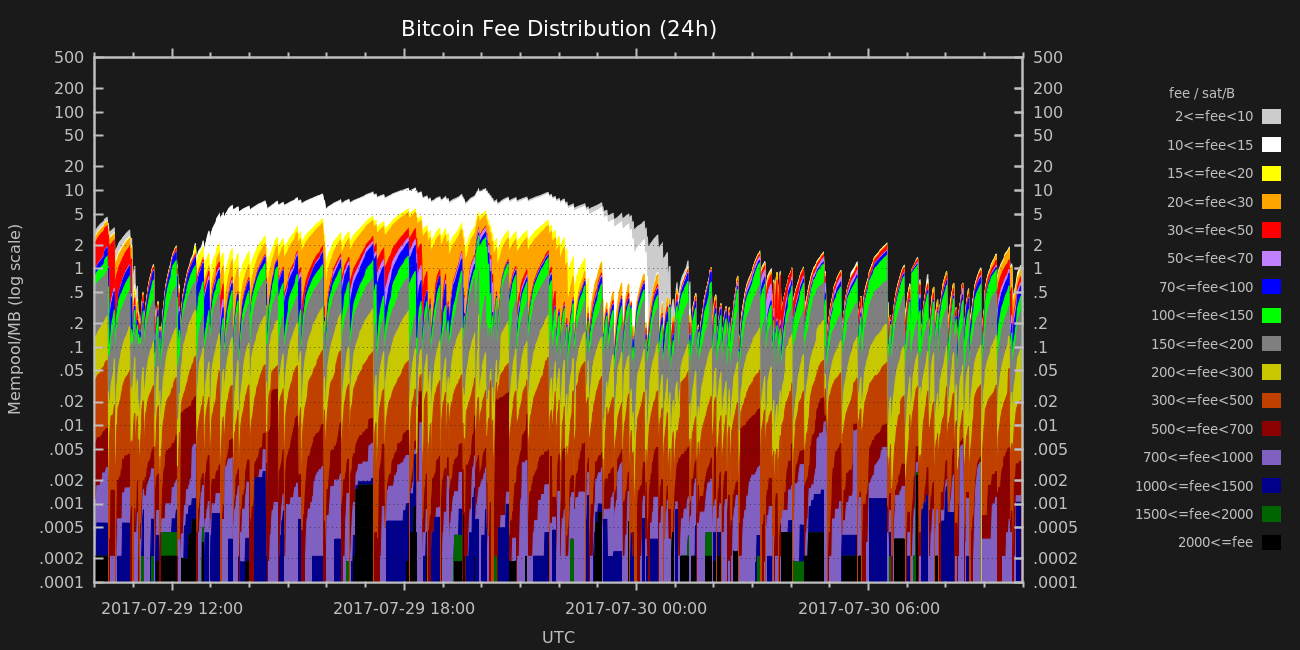 Bitcoin Fee Distribution (24h)
500 500
200 200
100 100
50 50
20 20
10 10
5 5
2 2
1 1
.5 .5
.2 .2
.1 .1
.05 .05
.02 .02
.01 .01
.005 .005
.002 .002
.001 .001
.0005 .0005
.0002 .0002
.0001 .0001
Mempool/MB (log scale)
2017-07-29 12:00 2017-07-29 18:00 2017-07-30 00:00 2017-07-30 06:00
UTC
fee / sat/B
2<=fee<10
10<=fee<15
15<=fee<20
20<=fee<30
30<=fee<50
50<=fee<70
70<=fee<100
100<=fee<150
150<=fee<200
200<=fee<300
300<=fee<500
500<=fee<700
700<=fee<1000
1000<=fee<1500
1500<=fee<2000
2000<=fee